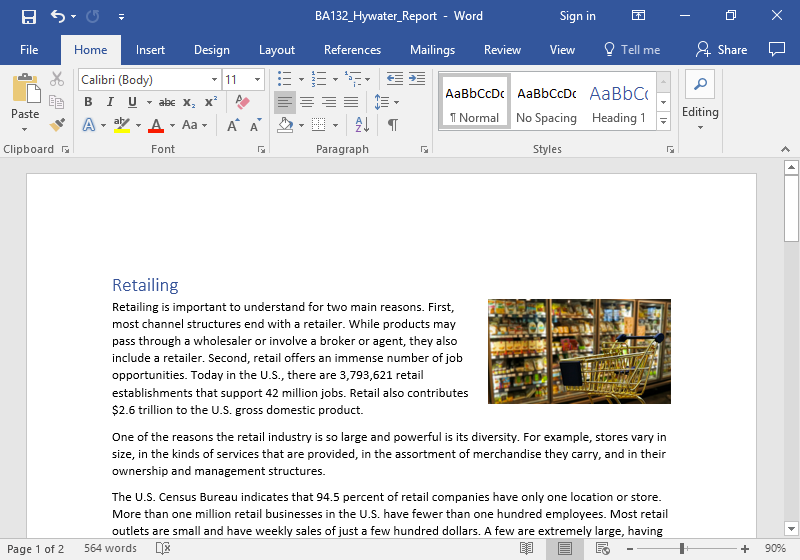 BA132_Hywater_Report - Word
Sign in
File Home Insert Design Layout References Mailings Review View Tell me Share
Paste
Calibri (Body) 11
B I U abc x2 x2
A ab A Aa A A
AaBbCcDc AaBbCcDc AaBbCc
¶ Normal No Spacing Heading 1
Editing
Clipboard Font Paragraph Styles
Retailing
Retailing is important to understand for two main reasons. First,
most channel structures end with a retailer. While products may
pass through a wholesaler or involve a broker or agent, they also
include a retailer. Second, retail offers an immense number of job
opportunities. Today in the U.S., there are 3,793,621 retail
establishments that support 42 million jobs. Retail also contributes
$2.6 trillion to the U.S. gross domestic product.
One of the reasons the retail industry is so large and powerful is its diversity. For example, stores vary in
size, in the kinds of services that are provided, in the assortment of merchandise they carry, and in their
ownership and management structures.
The U.S. Census Bureau indicates that 94.5 percent of retail companies have only one location or store.
More than one million retail businesses in the U.S. have fewer than one hundred employees. Most retail
outlets are small and have weekly sales of just a few hundred dollars. A few are extremely large, having
Page 1 of 2 564 words 90%